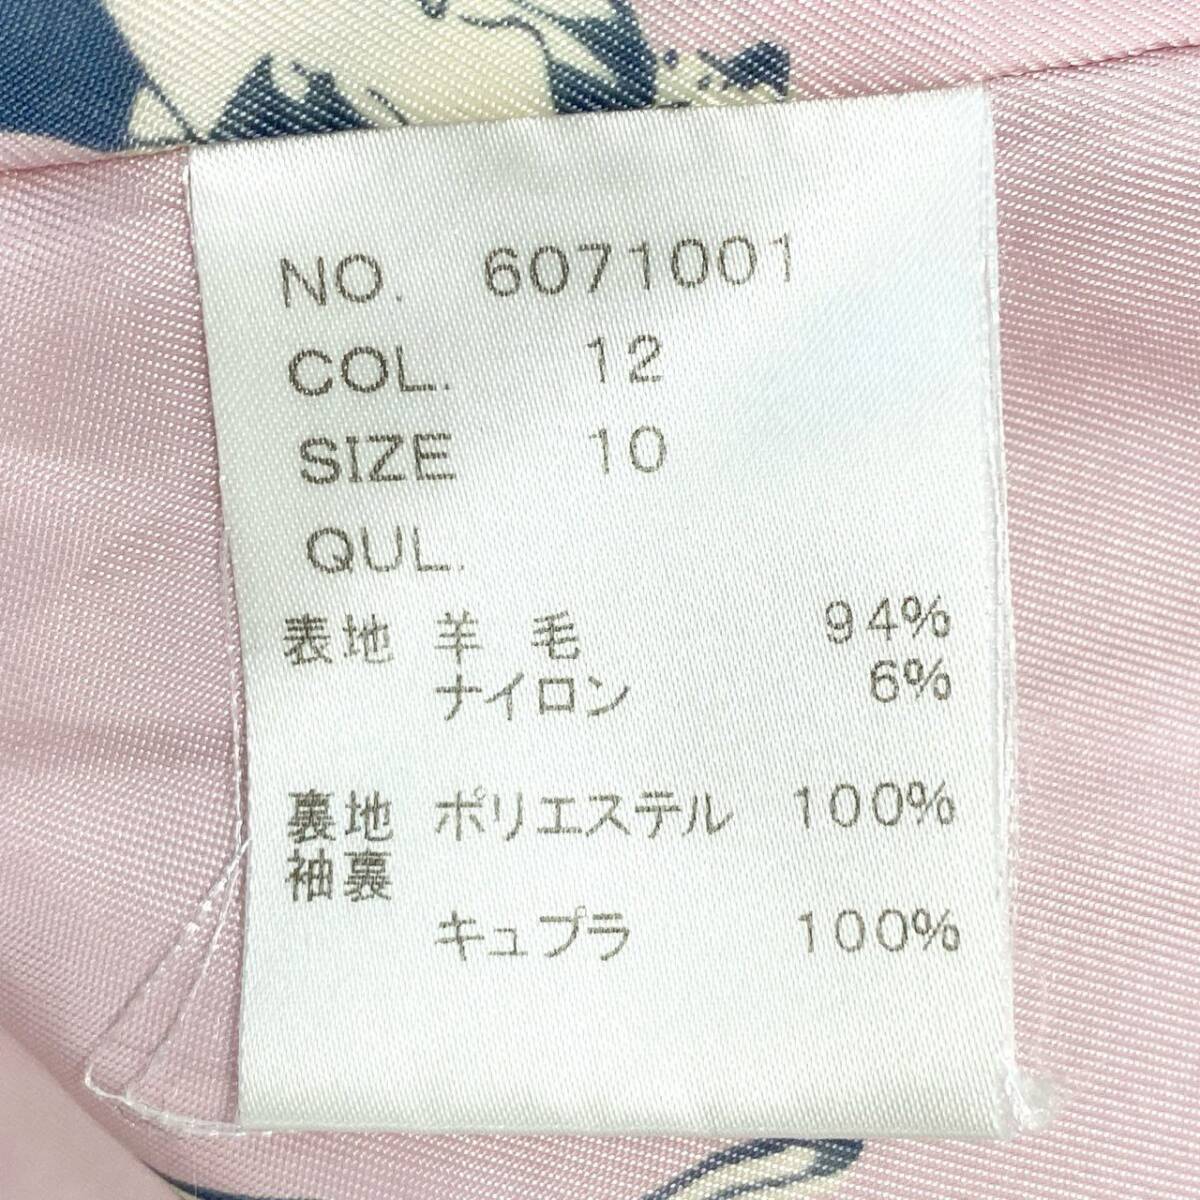 NO. 6071001
COL. 12
SIZE 10
QUL.
表地 羊 毛 94%
ナイロン 6%
裏地 ポリエステル 100%
袖裏
キュプラ 100%